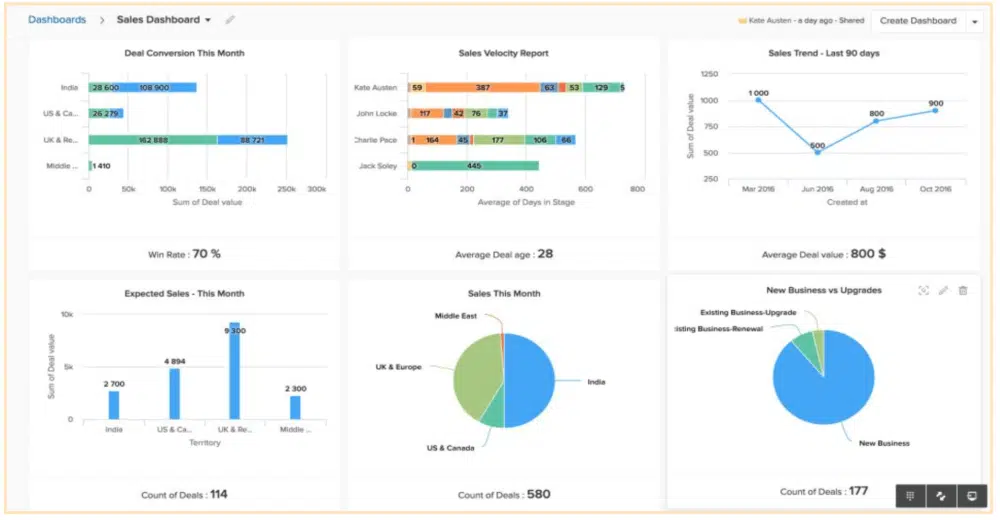 Dashboards > Sales Dashboard
Kate Austen - a day ago - Shared
Create Dashboard
Deal Conversion This Month
India 28 600 108 900
US & Ca... 26 279
UK & Re... 162 888 88 721
Middle ... 1 410
0 50k 100k 150k 200k 250k 300k
Sum of Deal value
Win Rate : 70 %
Sales Velocity Report
Kate Austen 59 387 63 53 129 5
John Locke 117 42 76 37
Charlie Pace 1 164 45 177 106 66
Jack Soley 0 445
0 200 400 600 800
Average of Days in Stage
Average Deal age : 28
Sales Trend - Last 90 days
Sum of Deal value
1250
1000
750
500
250
1 000
500
800
900
Mar 2016 Jun 2016 Aug 2016 Oct 2016
Created at
Average Deal value : 800 $
Expected Sales - This Month
Sum of Deal value
10k
5k
0
2 700
4 894
9 300
2 300
India US & Ca... UK & Re... Middle ...
Territory
Count of Deals : 114
Sales This Month
Middle East
UK & Europe
India
US & Canada
Count of Deals : 580
New Business vs Upgrades
Existing Business-Upgrade
xisting Business-Renewal
New Business
Count of Deals : 177